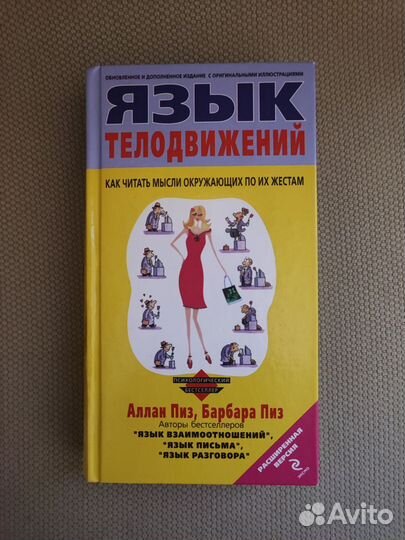 ОБНОВЛЕННОЕ И ДОПОЛНЕННОЕ ИЗДАНИЕ С ОРИГИНАЛЬНЫМИ ИЛЛЮСТРАЦИЯМИ
ЯЗЫК
ТЕЛОДВИЖЕНИЙ
КАК ЧИТАТЬ МЫСЛИ ОКРУЖАЮЩИХ ПО ИХ ЖЕСТАМ
ПСИХОЛОГИЧЕСКИЙ
БЕСТСЕЛЛЕР
Аллан Пиз, Барбара Пиз
Авторы бестселлеров
"ЯЗЫК ВЗАИМООТНОШЕНИЙ",
"ЯЗЫК ПИСЬМА",
"ЯЗЫК РАЗГОВОРА"
РАСШИРЕННАЯ
ВЕРСИЯ
ЭКСМО
Avito